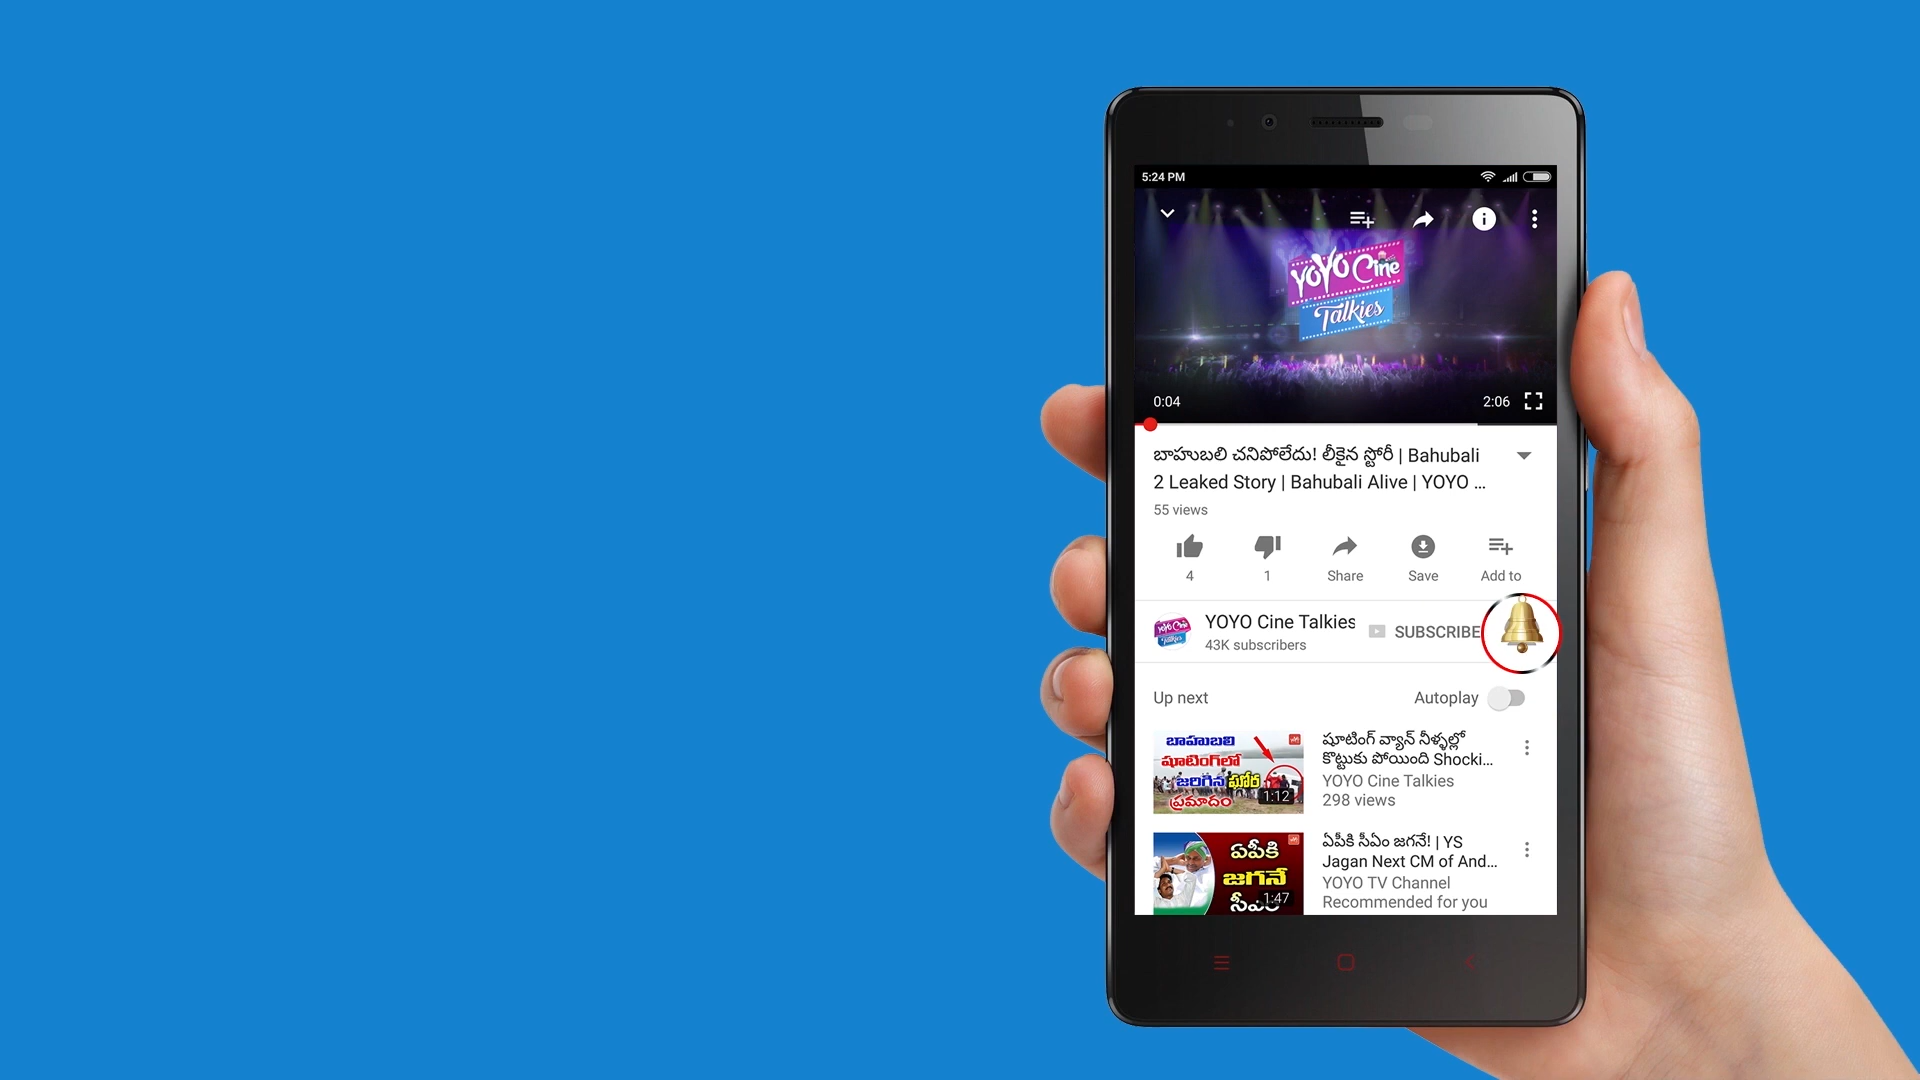 5:24 PM
YOYO Cine
Talkies
0:04
2:06
బాహుబలి చనిపోలేదు! లీకైన స్టోరీ | Bahubali
2 Leaked Story | Bahubali Alive | YOYO ...
55 views
4
1
Share
Save
Add to
YOYO Cine Talkies
43K subscribers
SUBSCRIBE
YOYO Cine
Talkies
Up next
Autoplay
బాహుబలి
షూటింగ్‌లో
జరిగిన ఘోర
ప్రమాదం
1:12
షూటింగ్ వ్యాన్ నీళ్ళల్లో
కొట్టుకు పోయింది Shocki...
YOYO Cine Talkies
298 views
ఏపీకి
జగనే
సీఎం
1:47
ఏపీకి సీఎం జగనే! | YS
Jagan Next CM of And...
YOYO TV Channel
Recommended for you